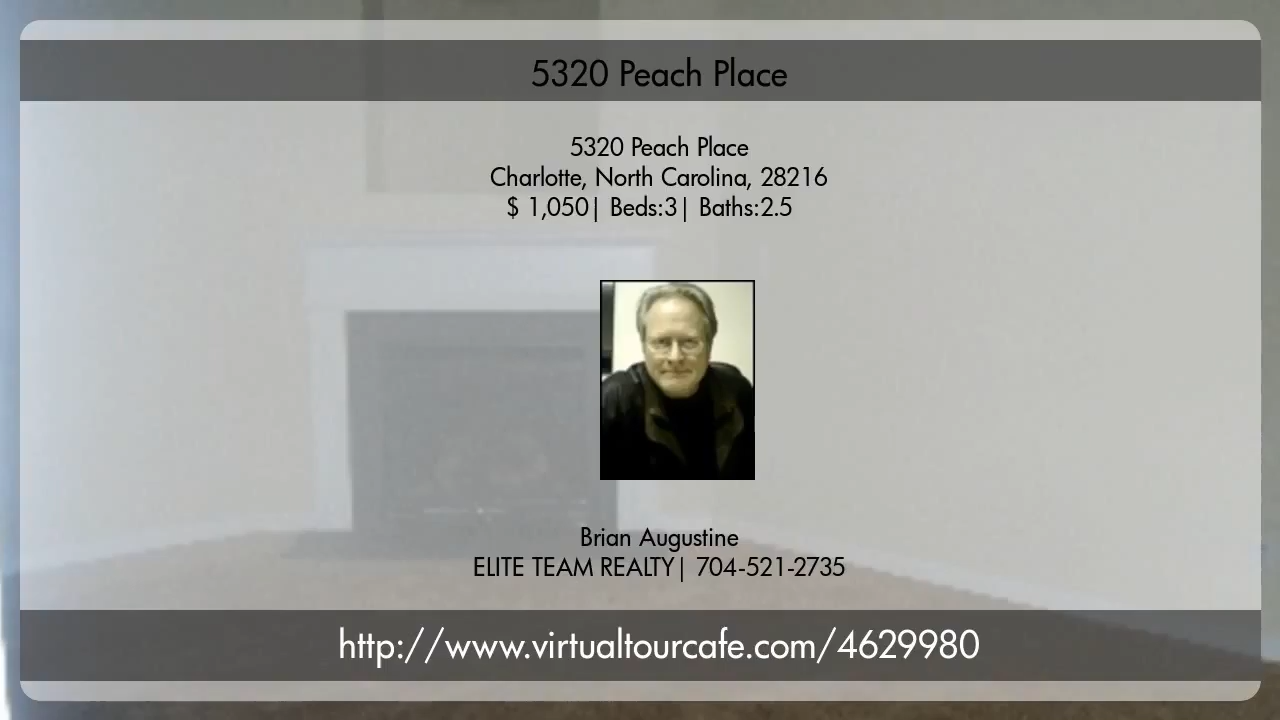 5320 Peach Place
5320 Peach Place
Charlotte, North Carolina, 28216
$ 1,050| Beds:3| Baths:2.5
Brian Augustine
ELITE TEAM REALTY| 704-521-2735
http://www.virtualtourcafe.com/4629980